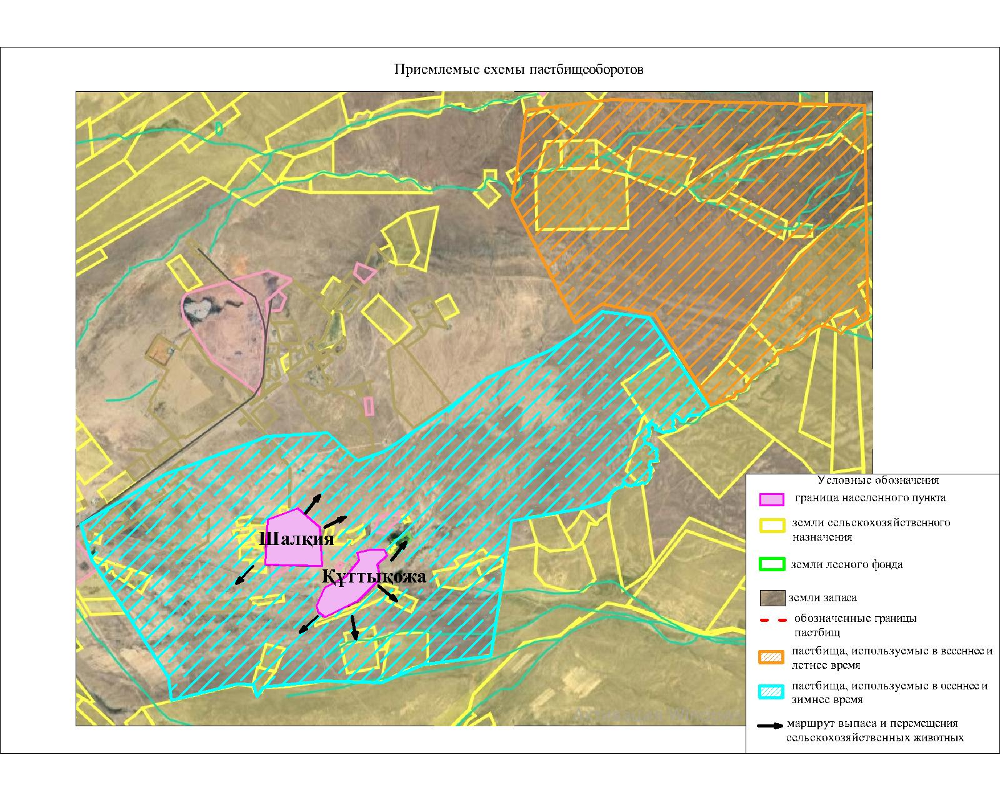 Приемлемые схемы пастбищеоборотов
Шалқия
Құттықожа
Условные обозначения
граница населенного пункта
земли сельскохозяйственного
назначения
земли лесного фонда
земли запаса
обозначенные границы
пастбищ
пастбища, используемые в весеннее и
летнее время
пастбища, используемые в осеннее и
зимнее время
маршрут выпаса и перемещения
сельскохозяйственных животных